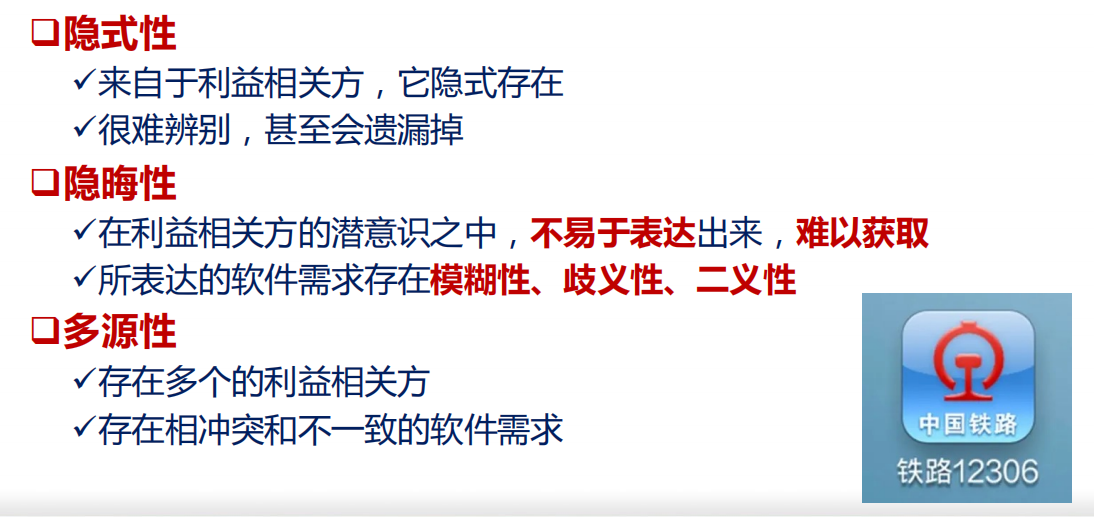 隐式性
来自于利益相关方，它隐式存在
很难辨别，甚至会遗漏掉
隐晦性
在利益相关方的潜意识之中，不易于表达出来，难以获取
所表达的软件需求存在模糊性、歧义性、二义性
多源性
存在多个的利益相关方
存在相冲突和不一致的软件需求
中国铁路
铁路12306